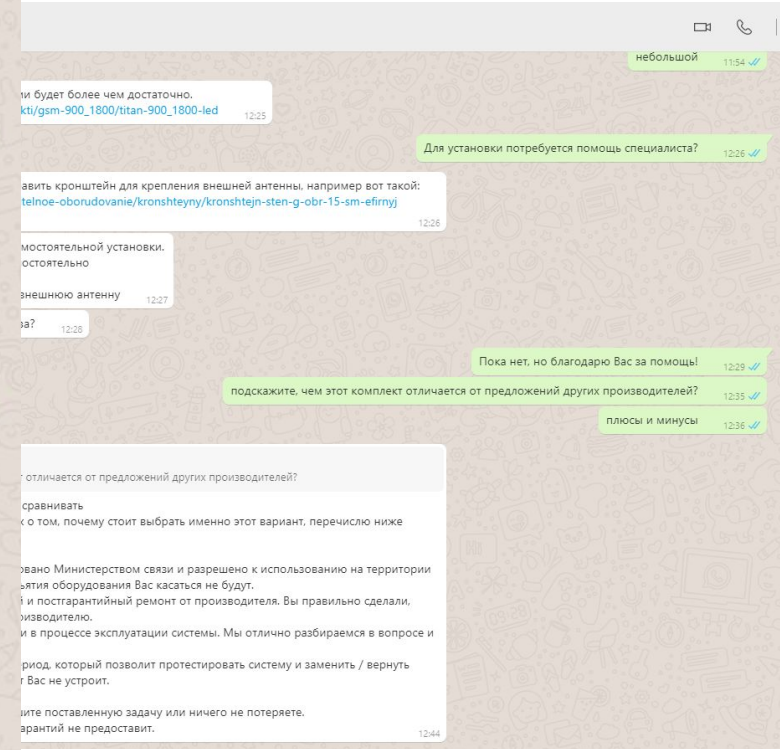 небольшой
11:54
ии будет более чем достаточно.
kti/gsm-900_1800/titan-900_1800-led
12:25
Для установки потребуется помощь специалиста?
12:26
авить кронштейн для крепления внешней антенны, например вот такой:
telnoe-oborudovanie/kronshteyny/kronshtejn-sten-g-obr-15-sm-efirnyj
12:26
мостоятельной установки.
остоятельно
внешнюю антенну
12:27
за?
12:28
Пока нет, но благодарю Вас за помощь!
12:29
подскажите, чем этот комплект отличается от предложений других производителей?
12:35
плюсы и минусы
12:36
т отличается от предложений других производителей?
сравнивать
к о том, почему стоит выбрать именно этот вариант, перечислю ниже
овано Министерством связи и разрешено к использованию на территории
ъятия оборудования Вас касаться не будут.
й и постгарантийный ремонт от производителя. Вы правильно сделали,
оизводителю.
и в процессе эксплуатации системы. Мы отлично разбираемся в вопросе и
ериод, который позволит протестировать систему и заменить / вернуть
т Вас не устроит.
шите поставленную задачу или ничего не потеряете.
арантий не предоставит.
12:44